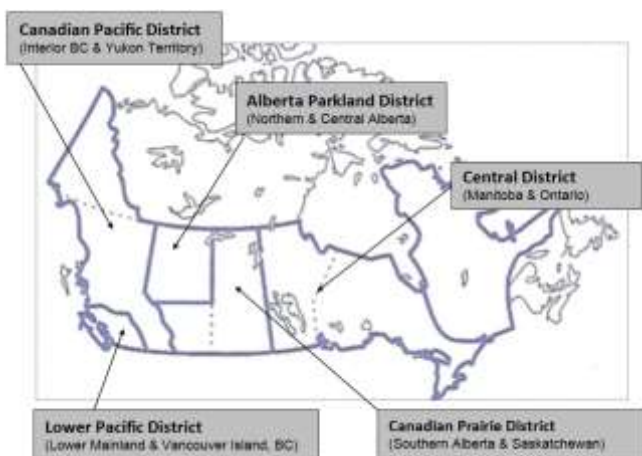 Canadian Pacific District
(Interior BC & Yukon Territory)
Alberta Parkland District
(Northern & Central Alberta)
Central District
(Manitoba & Ontario)
Lower Pacific District
(Lower Mainland & Vancouver Island, BC)
Canadian Prairie District
(Southern Alberta & Saskatchewan)